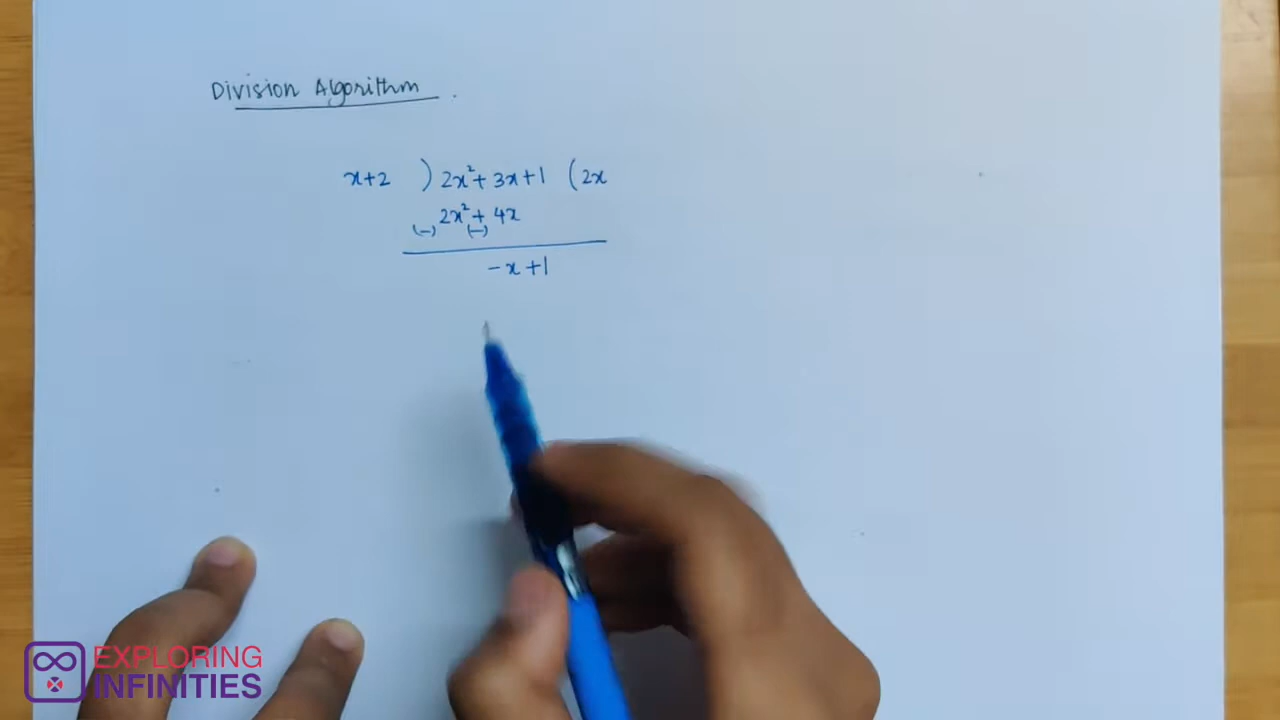 Division Algorithm.
x+2 ) 2x² + 3x + 1 ( 2x
2x² + 4x
(−) (−)
-x +1
EXPLORING
INFINITIES